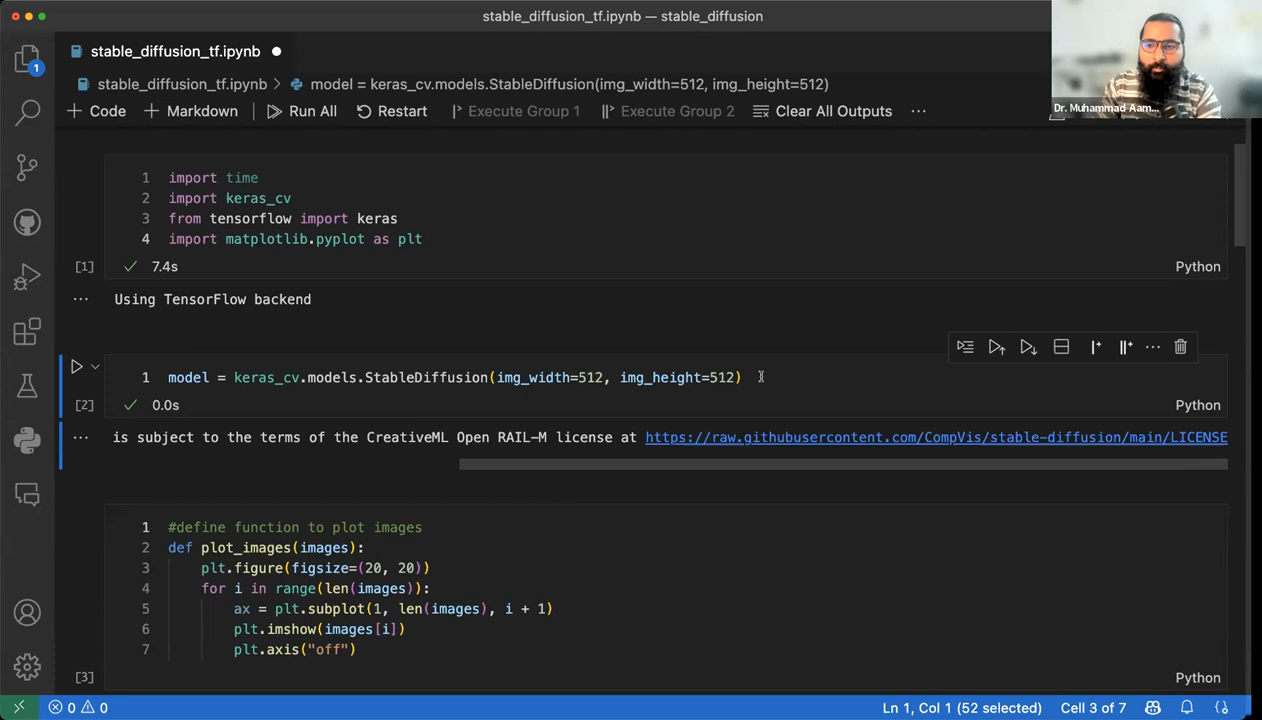 stable_diffusion_tf.ipynb — stable_diffusion
stable_diffusion_tf.ipynb
stable_diffusion_tf.ipynb > model = keras_cv.models.StableDiffusion(img_width=512, img_height=512)
+ Code + Markdown Run All Restart Execute Group 1 Execute Group 2 Clear All Outputs ...
Dr. Muhammad Aam...
1
1 import time
2 import keras_cv
3 from tensorflow import keras
4 import matplotlib.pyplot as plt
[1] ✓ 7.4s Python
... Using TensorFlow backend
1 model = keras_cv.models.StableDiffusion(img_width=512, img_height=512)
[2] ✓ 0.0s Python
... is subject to the terms of the CreativeML Open RAIL-M license at https://raw.githubusercontent.com/CompVis/stable-diffusion/main/LICENSE
1 #define function to plot images
2 def plot_images(images):
3 plt.figure(figsize=(20, 20))
4 for i in range(len(images)):
5 ax = plt.subplot(1, len(images), i + 1)
6 plt.imshow(images[i])
7 plt.axis("off")
[3] Python
0 0 Ln 1, Col 1 (52 selected) Cell 3 of 7